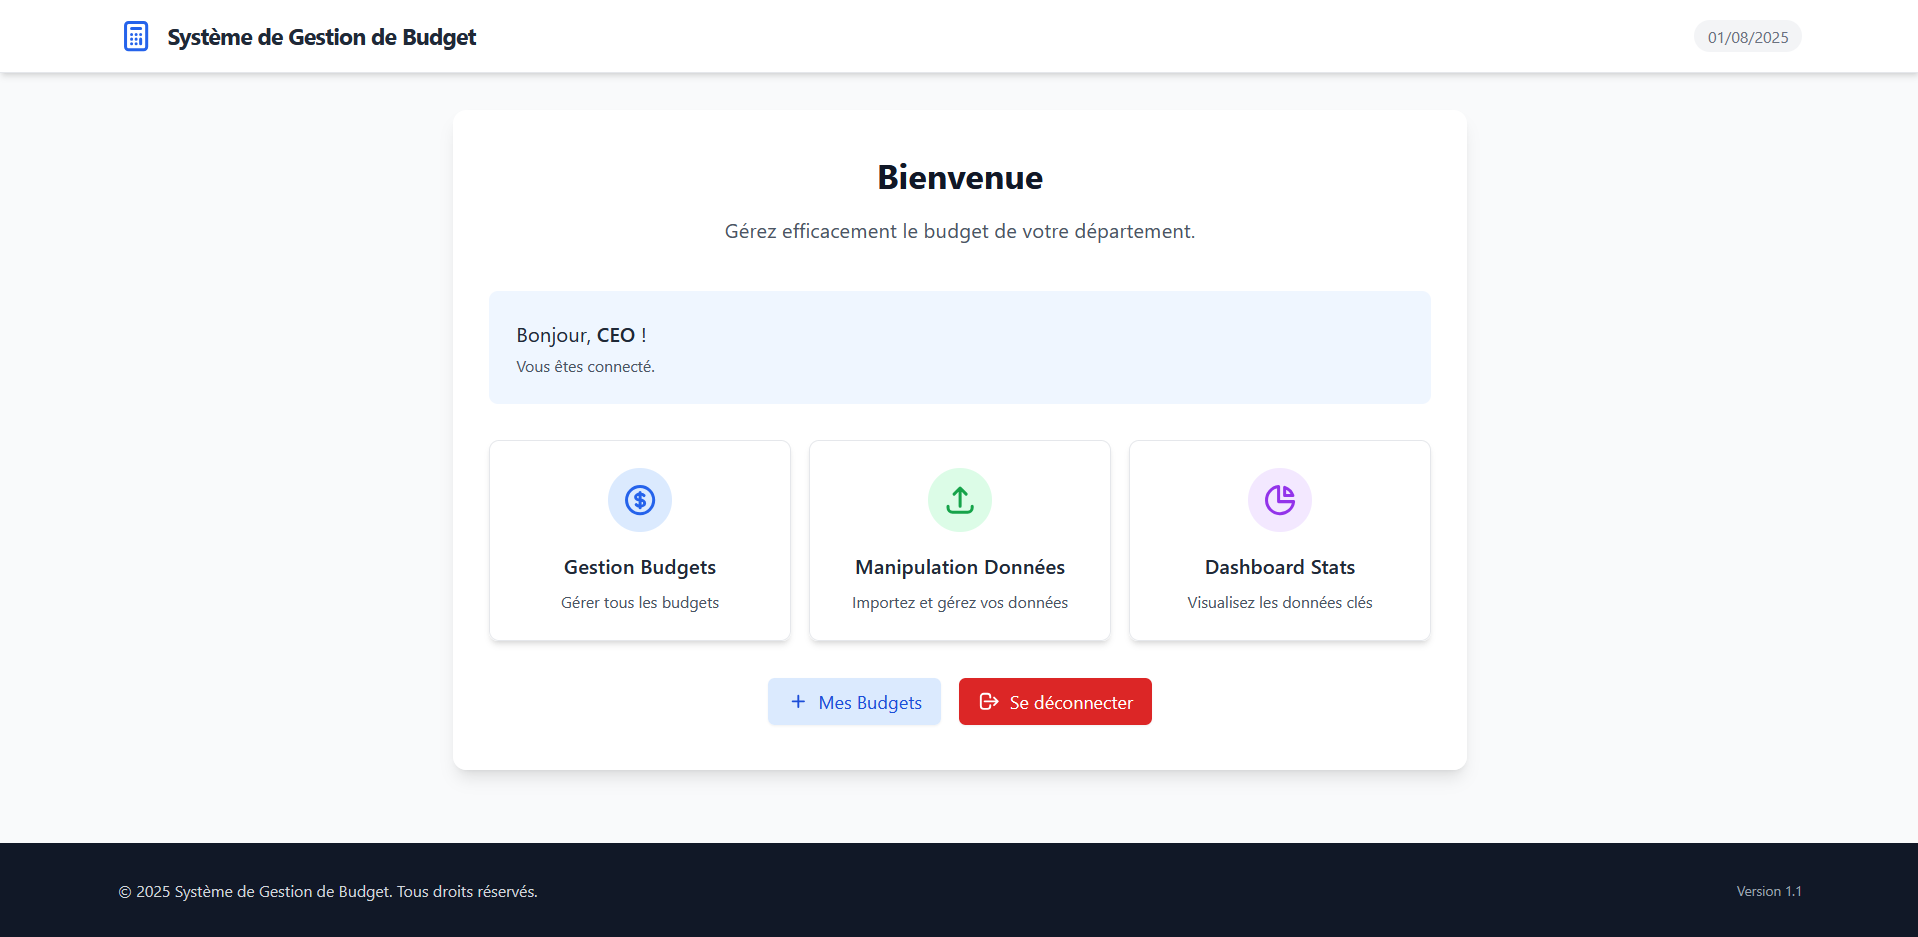 Système de Gestion de Budget
01/08/2025
Bienvenue
Gérez efficacement le budget de votre département.
Bonjour, CEO !
Vous êtes connecté.
Gestion Budgets
Gérer tous les budgets
Manipulation Données
Importez et gérez vos données
Dashboard Stats
Visualisez les données clés
Mes Budgets
Se déconnecter
© 2025 Système de Gestion de Budget. Tous droits réservés.
Version 1.1